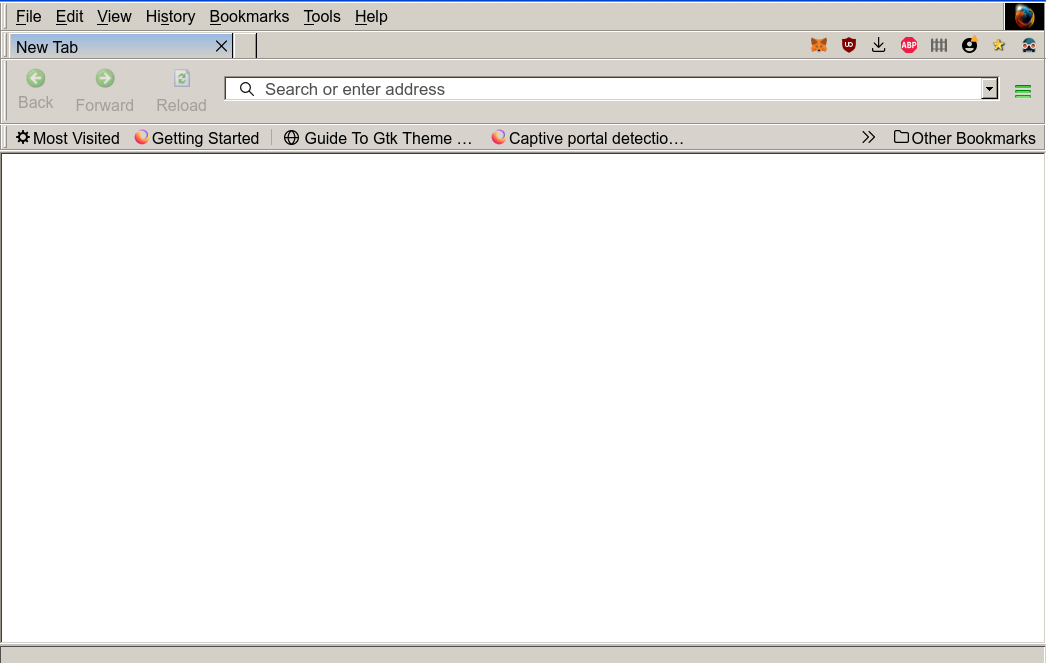 File Edit View History Bookmarks Tools Help
New Tab
ABP
Back Forward Reload
Search or enter address
Most Visited Getting Started Guide To Gtk Theme … Captive portal detectio… Other Bookmarks